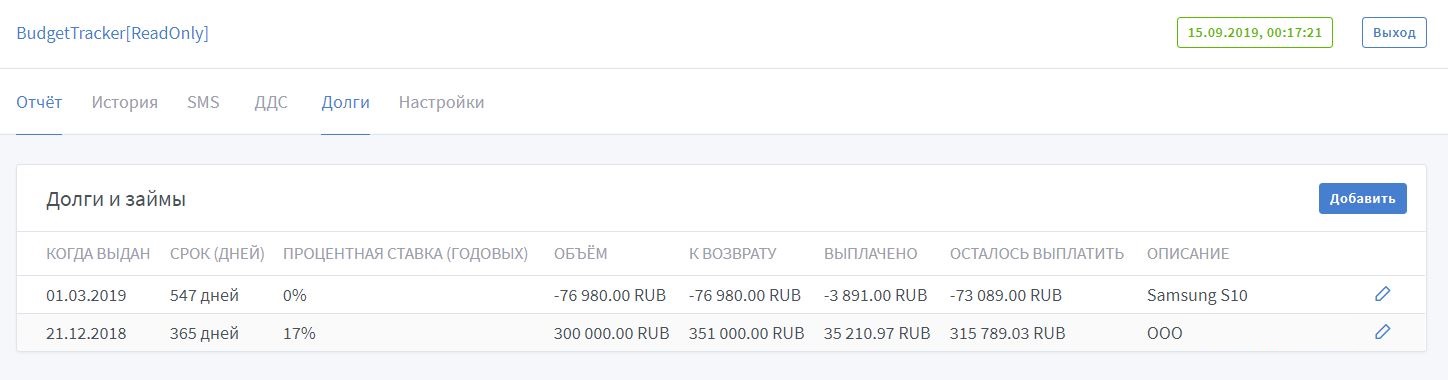 BudgetTracker[ReadOnly] 15.09.2019, 00:17:21 Выход
Отчёт История SMS ДДС Долги Настройки
Долги и займы Добавить
КОГДА ВЫДАН СРОК (ДНЕЙ) ПРОЦЕНТНАЯ СТАВКА (ГОДОВЫХ) ОБЪЁМ К ВОЗВРАТУ ВЫПЛАЧЕНО ОСТАЛОСЬ ВЫПЛАТИТЬ ОПИСАНИЕ
01.03.2019 547 дней 0% -76 980.00 RUB -76 980.00 RUB -3 891.00 RUB -73 089.00 RUB Samsung S10
21.12.2018 365 дней 17% 300 000.00 RUB 351 000.00 RUB 35 210.97 RUB 315 789.03 RUB ООО